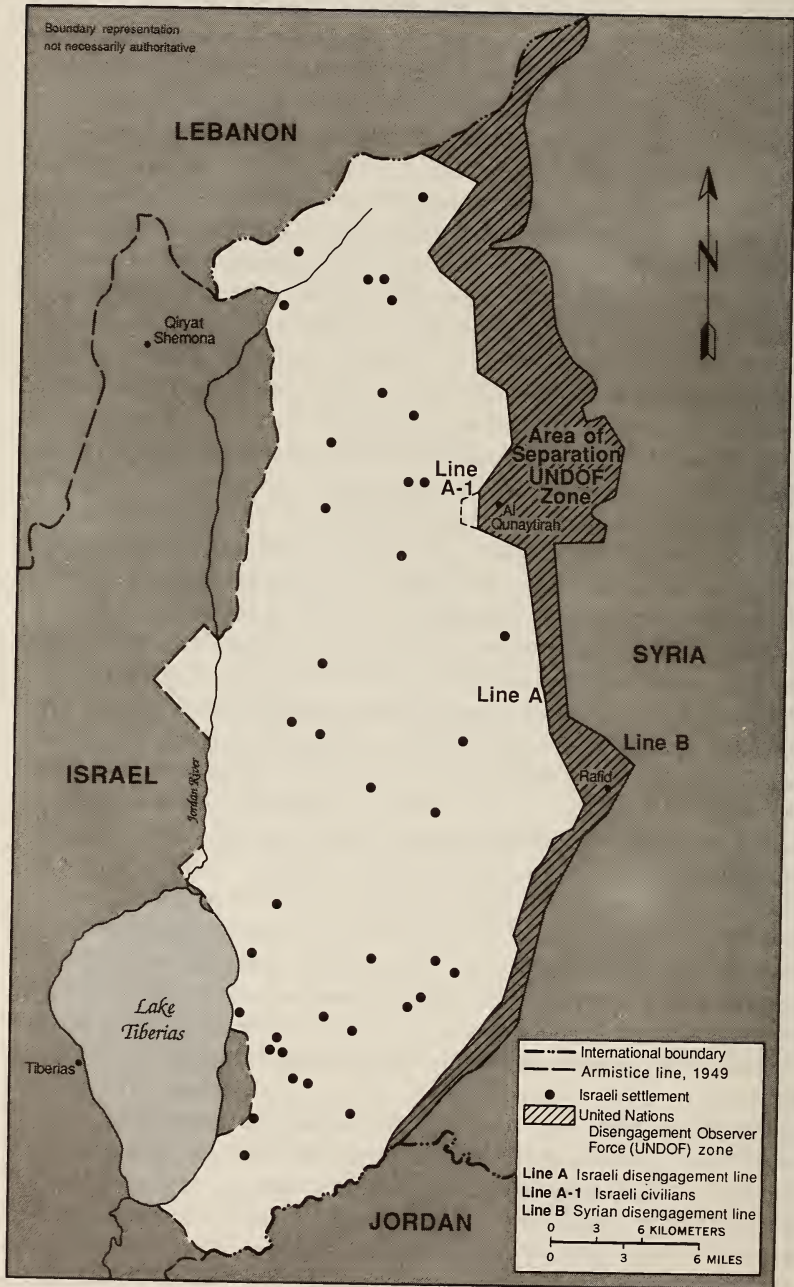 Boundary representation
not necessarily authoritative
LEBANON
N
Qiryat
Shemona
Area of
Separation
UNDOF
Zone
Line
A-1
Al
Qunaytirah
SYRIA
Line A
Line B
ISRAEL
Jordan River
Rafid
Lake
Tiberias
Tiberias
JORDAN
International boundary
Armistice line, 1949
Israeli settlement
United Nations
Disengagement Observer
Force (UNDOF) zone
Line A Israeli disengagement line
Line A-1 Israeli civilians
Line B Syrian disengagement line
0 3 6 KILOMETERS
0 3 6 MILES